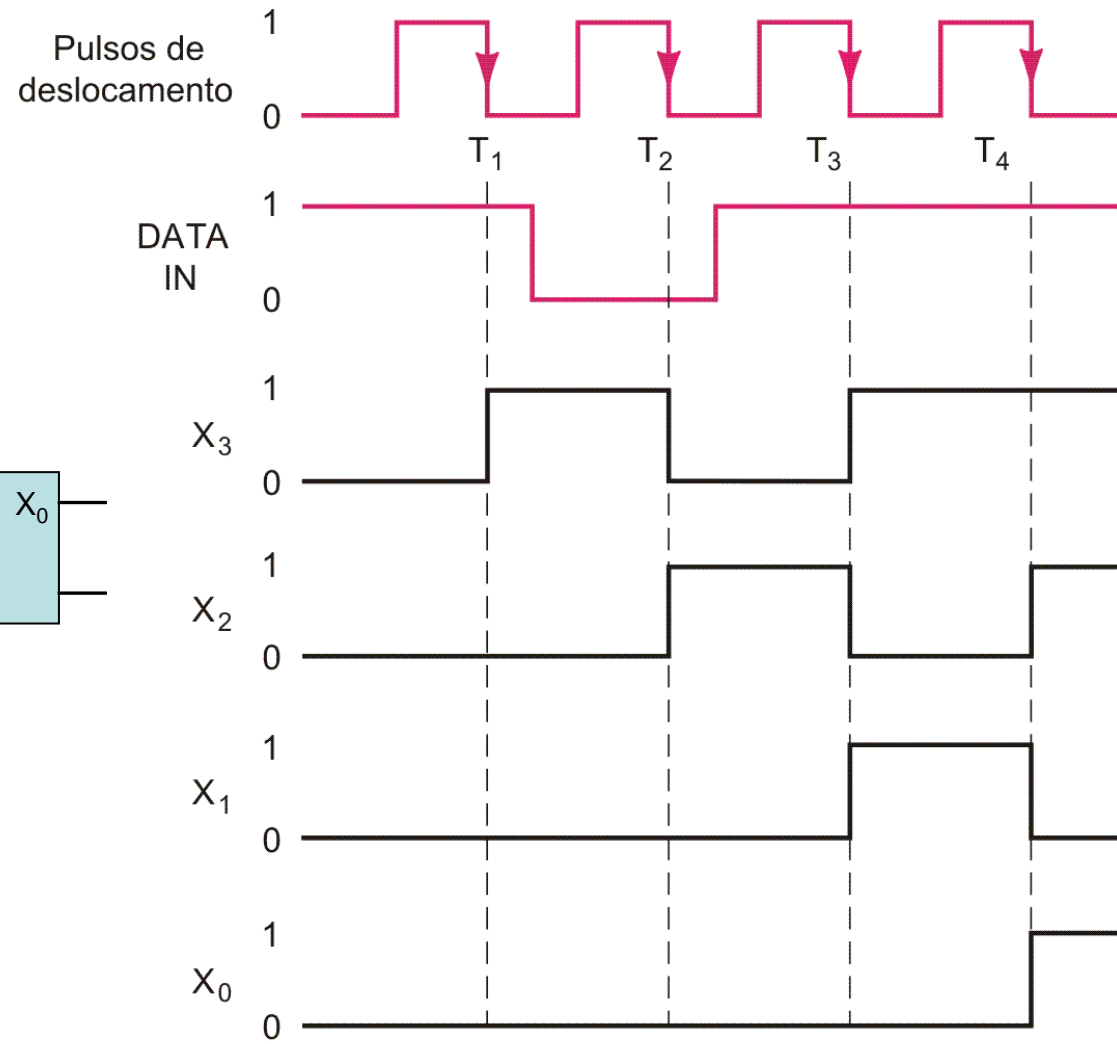 1
Pulsos de
deslocamento
0
T1 T2 T3 T4
1
DATA
IN
0
1
X3
0
X0
1
X2
0
1
X1
0
1
X0
0